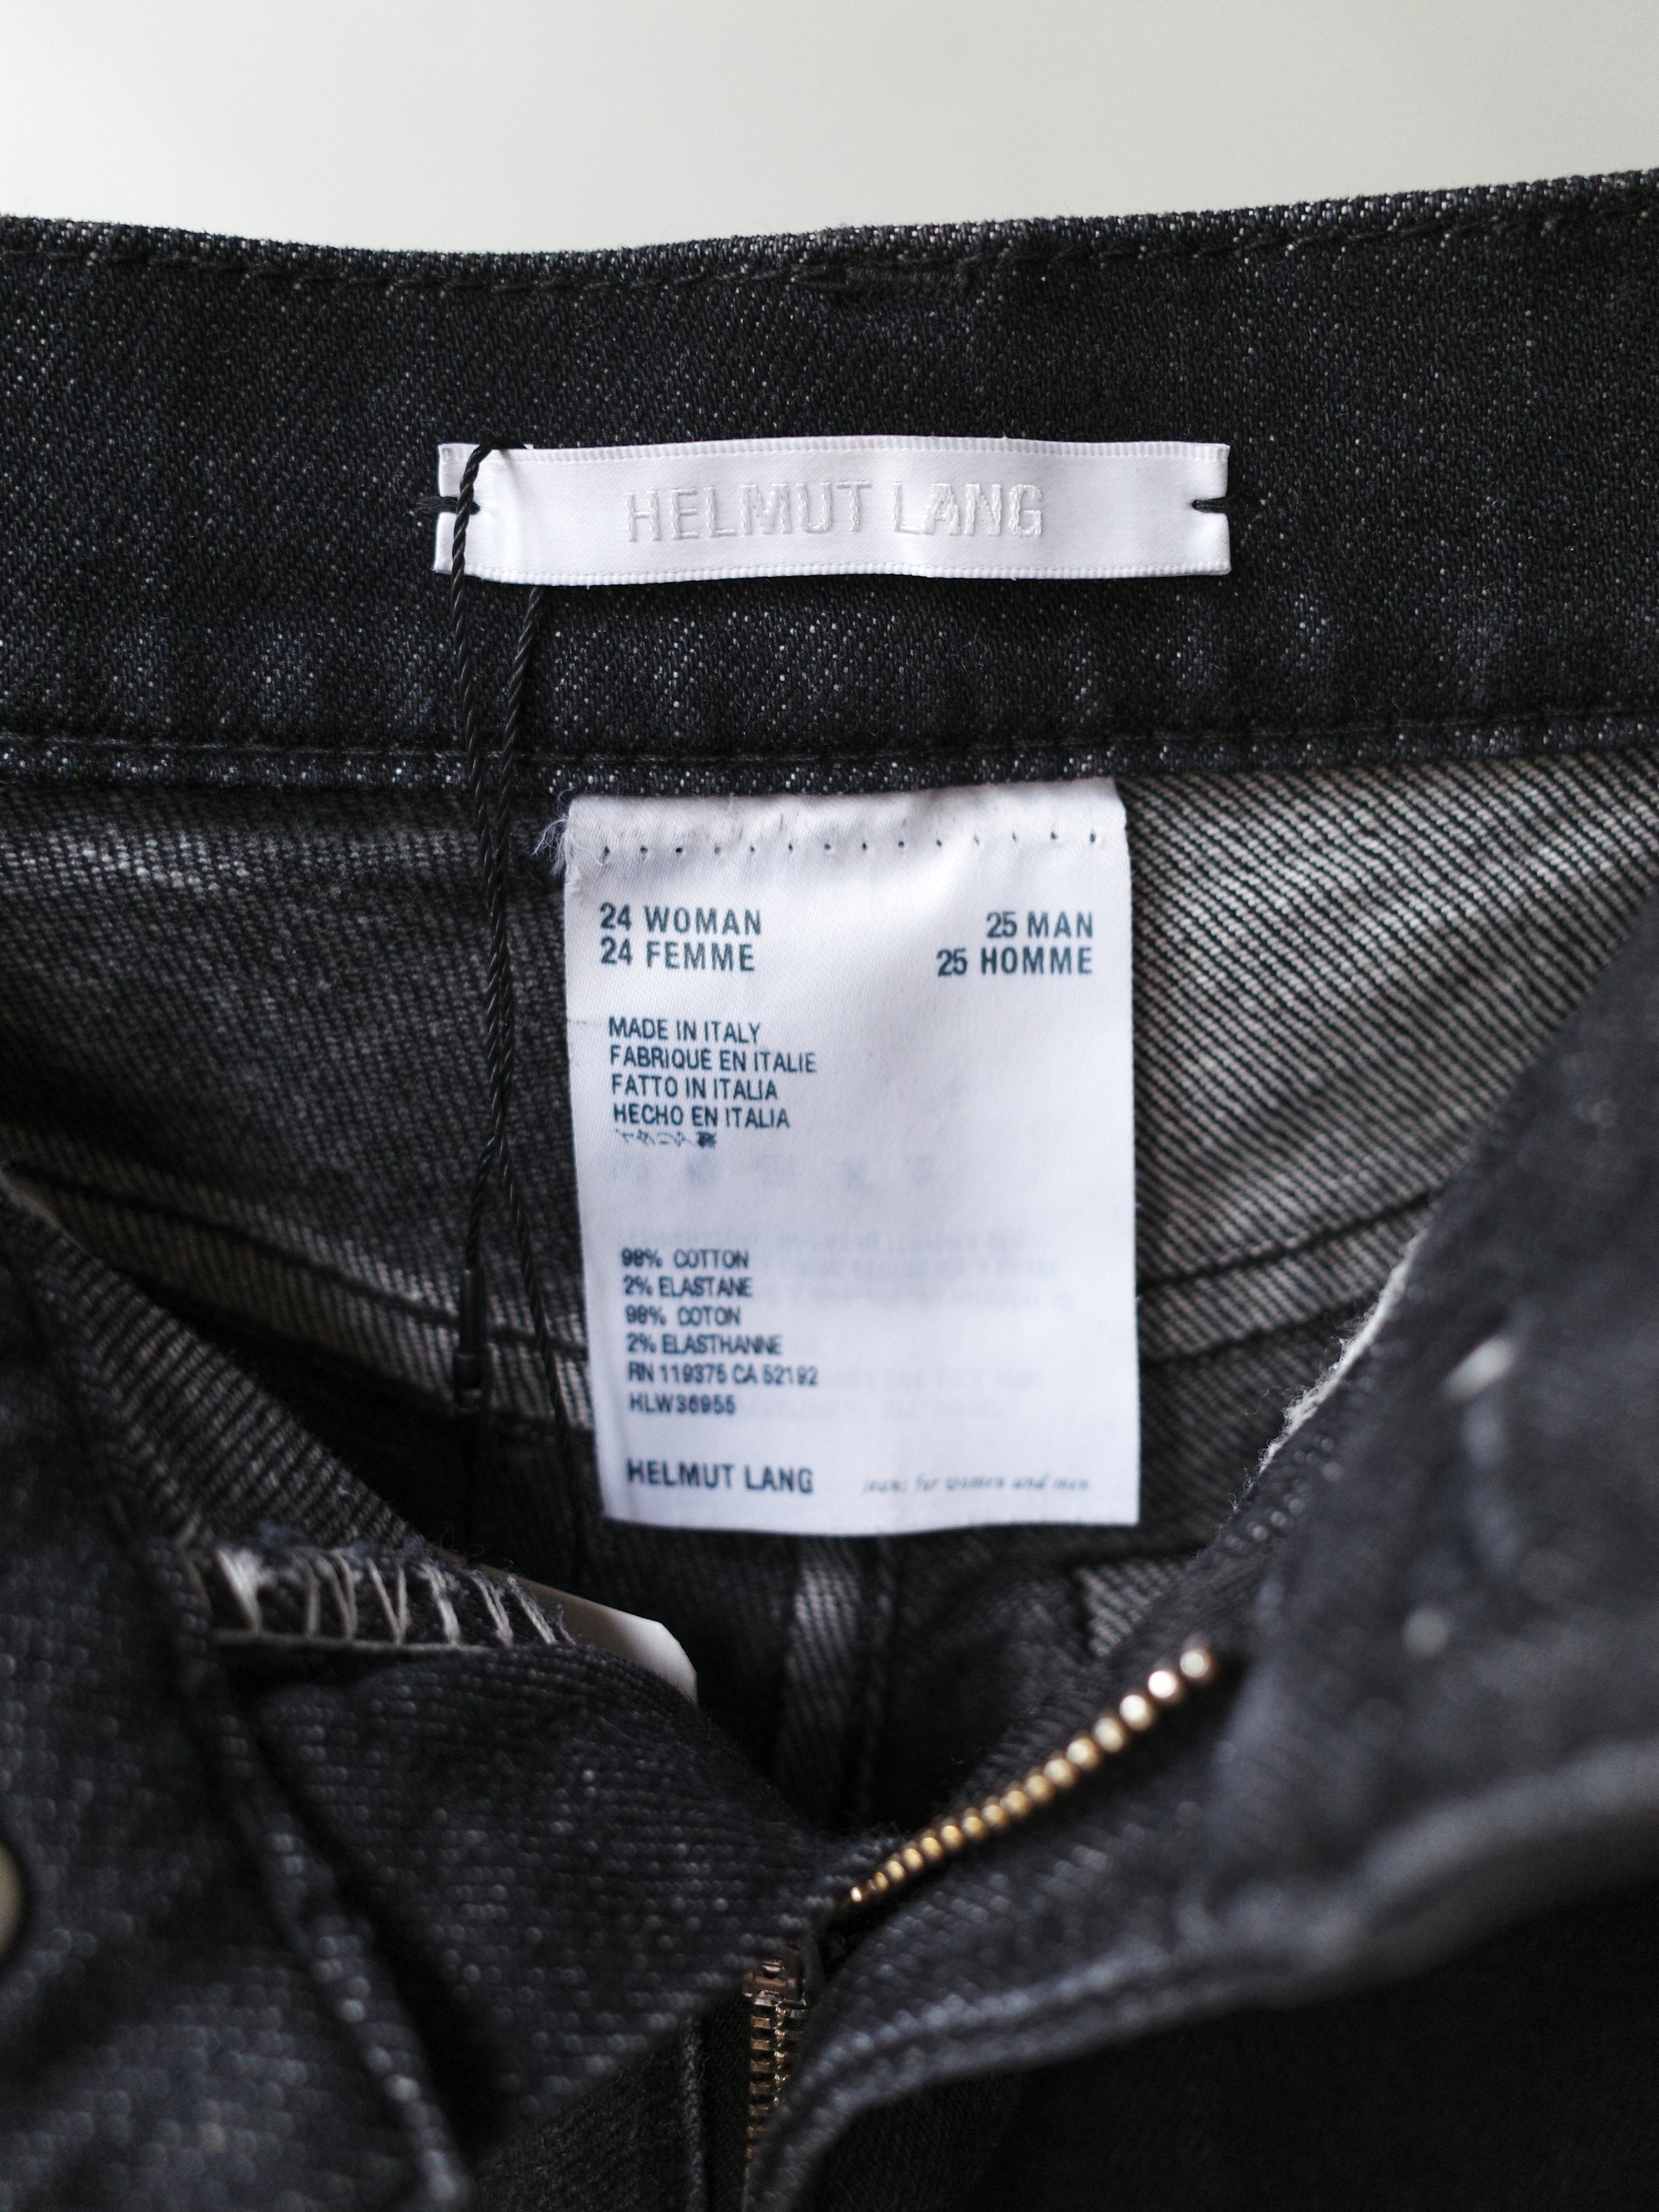 HELMUT LANG
24 WOMAN 25 MAN
24 FEMME 25 HOMME
MADE IN ITALY
FABRIQUE EN ITALIE
FATTO IN ITALIA
HECHO EN ITALIA
98% COTTON
2% ELASTANE
98% COTON
2% ELASTHANNE
RN 119375 CA 52192
HLW36955
HELMUT LANG jeans for women and men